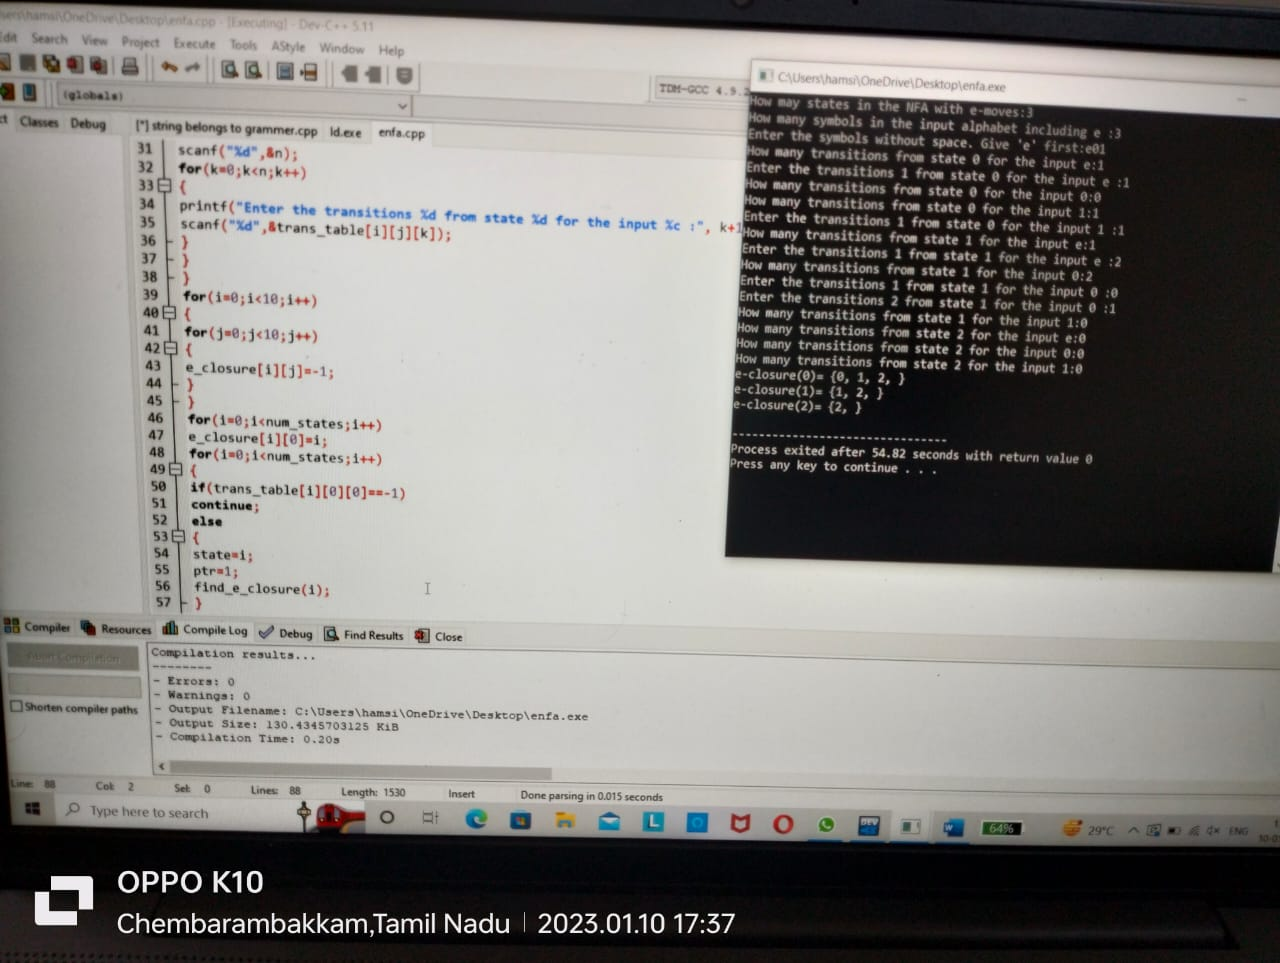 sers\hamsi\OneDrive\Desktop\enfa.cpp - [Executing] - Dev-C++ 5.11
Edit Search View Project Execute Tools AStyle Window Help
TDM-GCC 4.9.2
(globals)
Classes Debug
[*] string belongs to grammer.cpp ld.exe enfa.cpp
31 scanf("%d",&n);
32 for(k=0;k<n;k++)
33 {
34 printf("Enter the transitions %d from state %d for the input %c :", k+1
35 scanf("%d",&trans_table[i][j][k]);
36 }
37 }
38 }
39 for(i=0;i<10;i++)
40 {
41 for(j=0;j<10;j++)
42 {
43 e_closure[i][j]=-1;
44 }
45 }
46 for(i=0;i<num_states;i++)
47 e_closure[i][0]=i;
48 for(i=0;i<num_states;i++)
49 {
50 if(trans_table[i][0][0]==-1)
51 continue;
52 else
53 {
54 state=i;
55 ptr=1;
56 find_e_closure(i);
57 }
C:\Users\hamsi\OneDrive\Desktop\enfa.exe
How may states in the NFA with e-moves:3
How many symbols in the input alphabet including e :3
Enter the symbols without space. Give 'e' first:e01
How many transitions from state 0 for the input e:1
Enter the transitions 1 from state 0 for the input e :1
How many transitions from state 0 for the input 0:0
How many transitions from state 0 for the input 1:1
Enter the transitions 1 from state 0 for the input 1 :1
How many transitions from state 1 for the input e:1
Enter the transitions 1 from state 1 for the input e :2
How many transitions from state 1 for the input 0:2
Enter the transitions 1 from state 1 for the input 0 :0
Enter the transitions 2 from state 1 for the input 0 :1
How many transitions from state 1 for the input 1:0
How many transitions from state 2 for the input e:0
How many transitions from state 2 for the input 0:0
How many transitions from state 2 for the input 1:0
e-closure(0)= {0, 1, 2, }
e-closure(1)= {1, 2, }
e-closure(2)= {2, }
--------------------------------
Process exited after 54.82 seconds with return value 0
Press any key to continue . . .
Compiler Resources Compile Log Debug Find Results Close
Abort Compilation
Shorten compiler paths
Compilation results...
--------
- Errors: 0
- Warnings: 0
- Output Filename: C:\Users\hamsi\OneDrive\Desktop\enfa.exe
- Output Size: 130.4345703125 KiB
- Compilation Time: 0.20s
Line: 88 Col: 2 Sel: 0 Lines: 88 Length: 1530 Insert Done parsing in 0.015 seconds
Type here to search
L
DEV
64%
29°C
ENG
OPPO K10
Chembarambakkam,Tamil Nadu | 2023.01.10 17:37